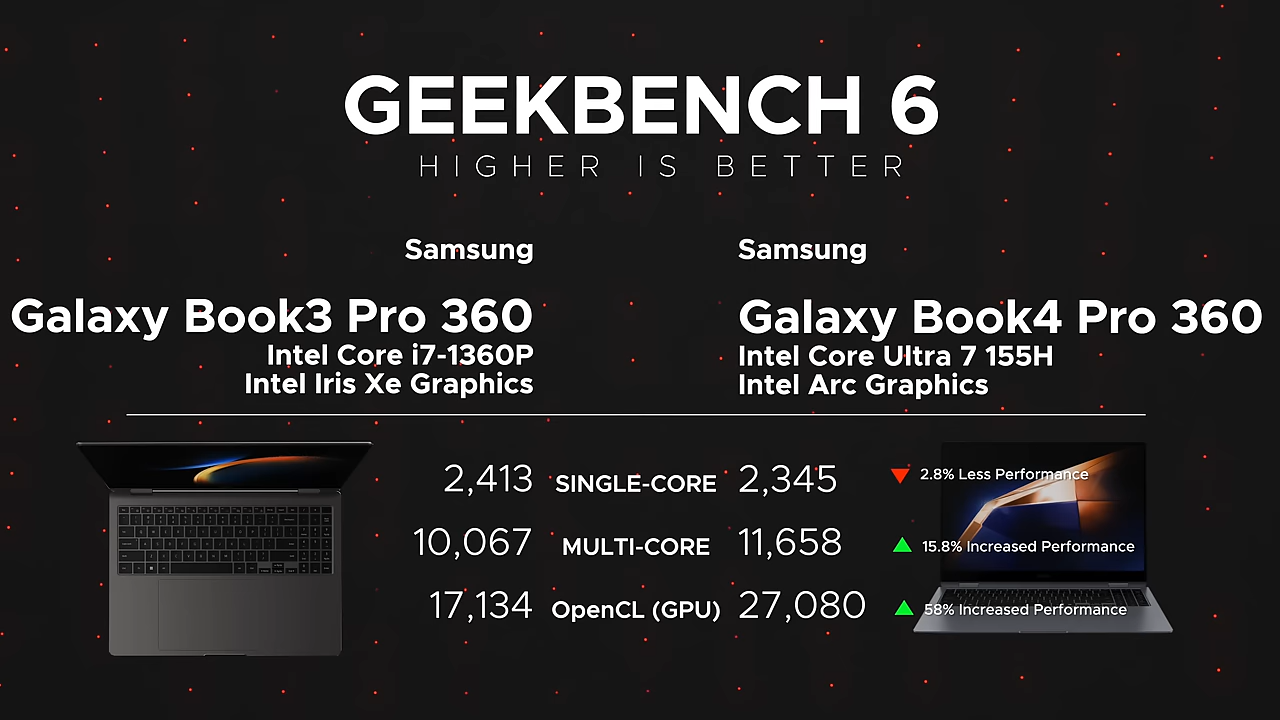 GEEKBENCH 6
HIGHER IS BETTER
Samsung
Galaxy Book3 Pro 360
Intel Core i7-1360P
Intel Iris Xe Graphics
Samsung
Galaxy Book4 Pro 360
Intel Core Ultra 7 155H
Intel Arc Graphics
2,413 SINGLE-CORE 2,345 2.8% Less Performance
10,067 MULTI-CORE 11,658 15.8% Increased Performance
17,134 OpenCL (GPU) 27,080 58% Increased Performance